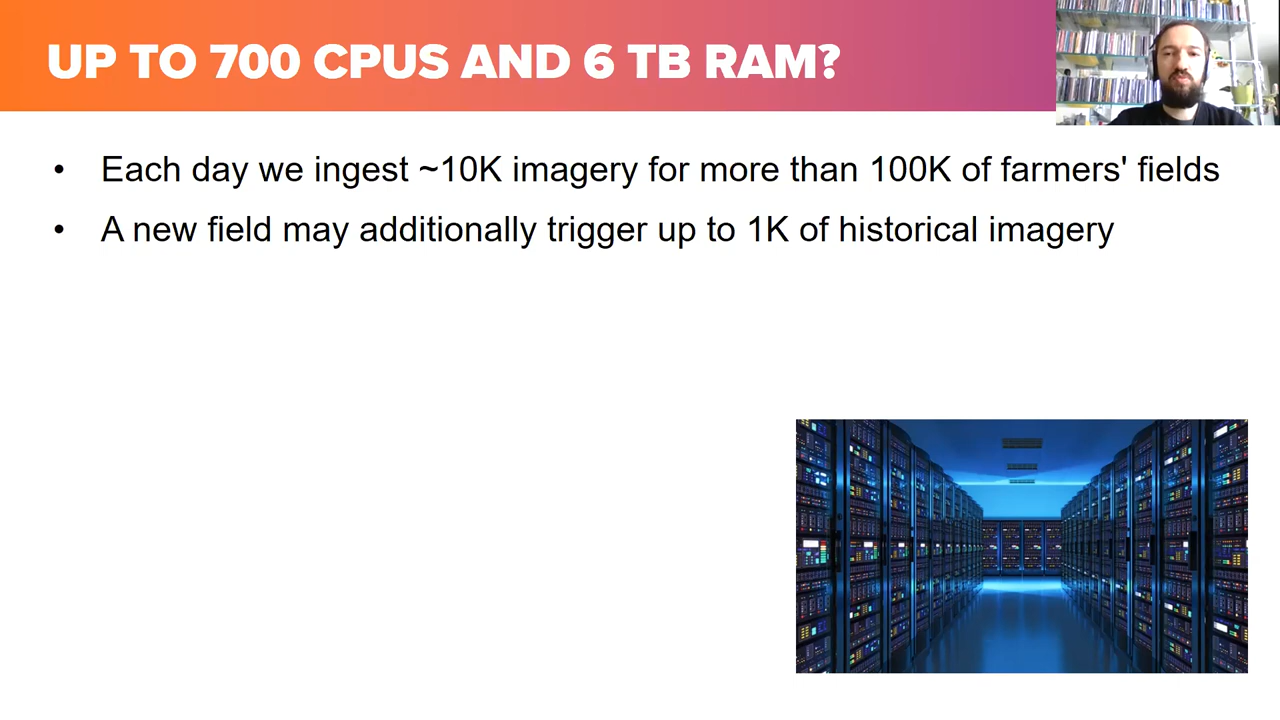 UP TO 700 CPUS AND 6 TB RAM?
• Each day we ingest ~10K imagery for more than 100K of farmers' fields
• A new field may additionally trigger up to 1K of historical imagery